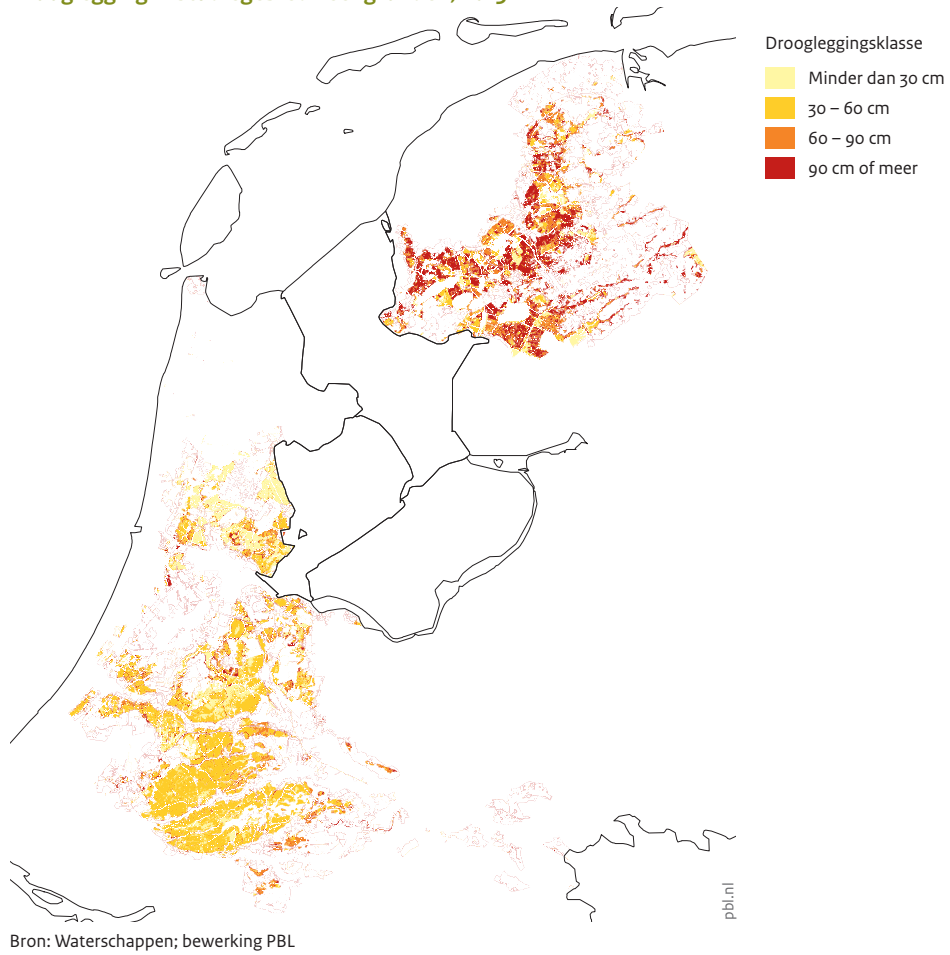 Droogleggingsklasse
Minder dan 30 cm
30 – 60 cm
60 – 90 cm
90 cm of meer
pbl.nl
Bron: Waterschappen; bewerking PBL